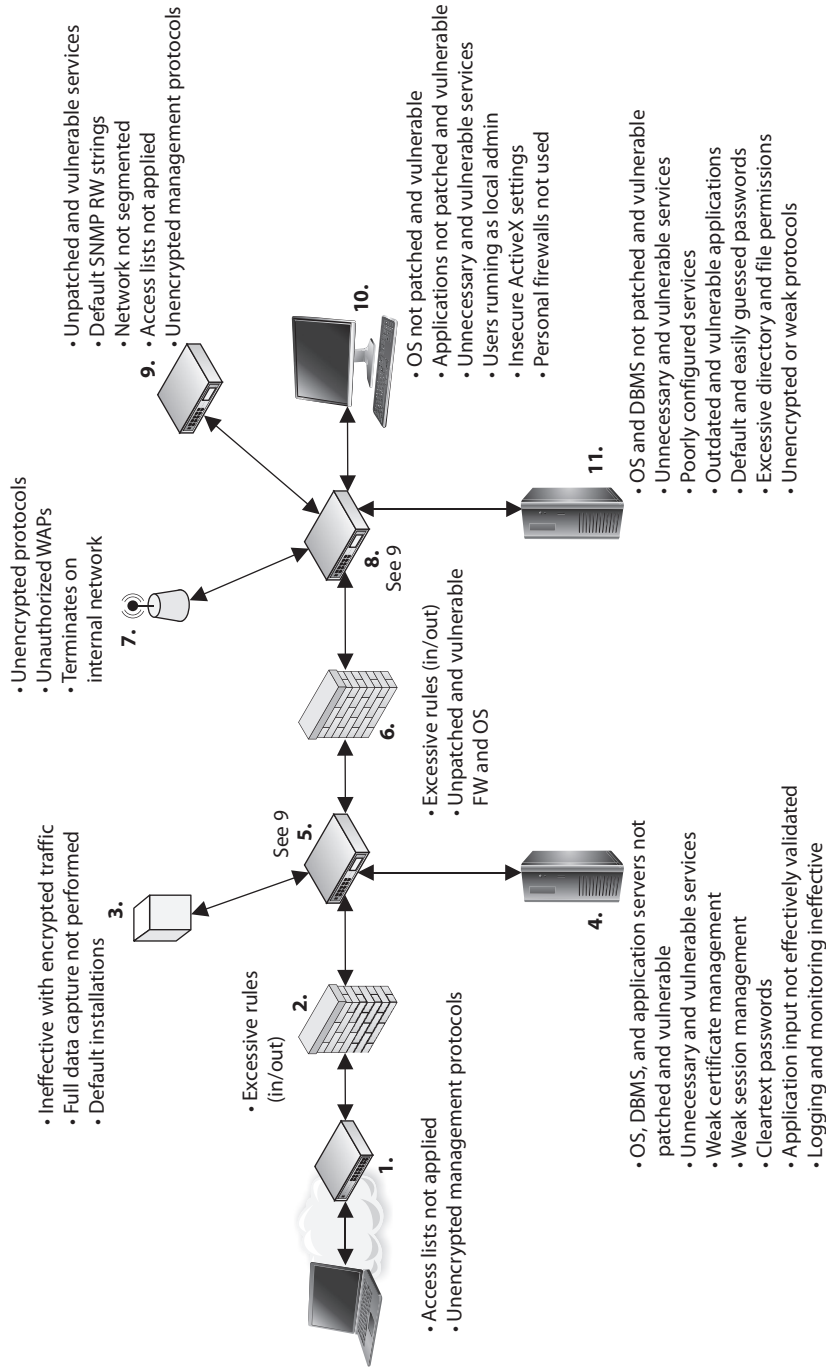 • Access lists not applied
• Unencrypted management protocols
1.
• Excessive rules
(in/out)
2.
• Ineffective with encrypted traffic
• Full data capture not performed
• Default installations
3.
4.
• OS, DBMS, and application servers not
patched and vulnerable
• Unnecessary and vulnerable services
• Weak certificate management
• Weak session management
• Cleartext passwords
• Application input not effectively validated
• Logging and monitoring ineffective
See 9
5.
6.
• Excessive rules (in/out)
• Unpatched and vulnerable
FW and OS
• Unencrypted protocols
• Unauthorized WAPs
• Terminates on
internal network
7.
8.
See 9
• Unpatched and vulnerable services
• Default SNMP RW strings
• Network not segmented
• Access lists not applied
• Unencrypted management protocols
9.
10.
• OS not patched and vulnerable
• Applications not patched and vulnerable
• Unnecessary and vulnerable services
• Users running as local admin
• Insecure ActiveX settings
• Personal firewalls not used
11.
• OS and DBMS not patched and vulnerable
• Unnecessary and vulnerable services
• Poorly configured services
• Outdated and vulnerable applications
• Default and easily guessed passwords
• Excessive directory and file permissions
• Unencrypted or weak protocols